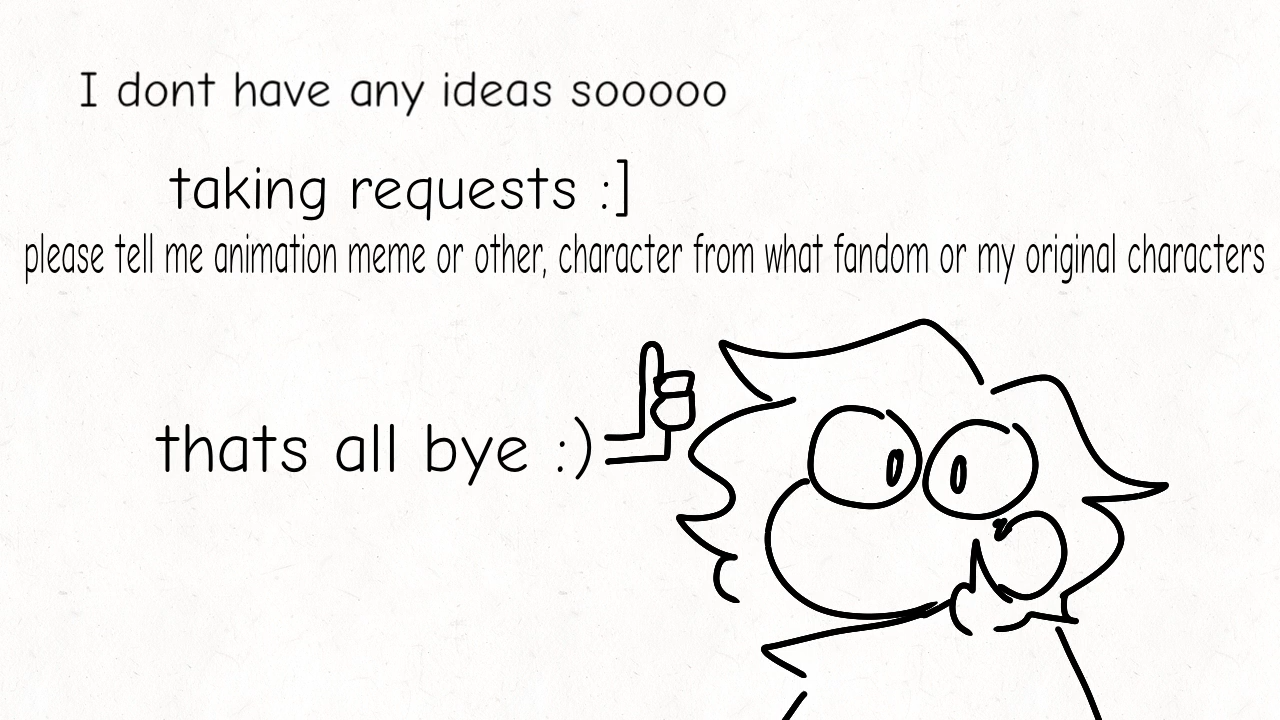 I dont have any ideas sooooo
taking requests :]
please tell me animation meme or other, character from what fandom or my original characters
thats all bye :)